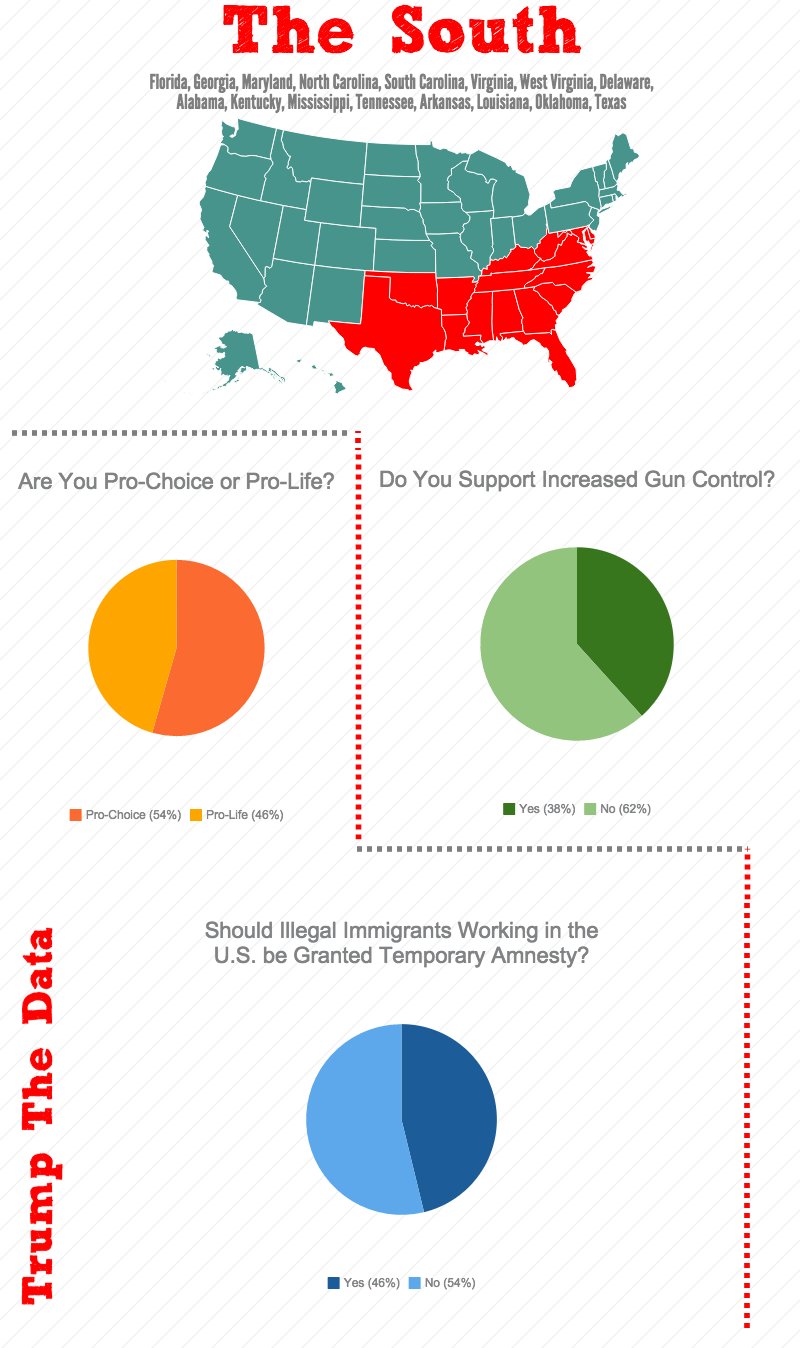 The South
Florida, Georgia, Maryland, North Carolina, South Carolina, Virginia, West Virginia, Delaware,
Alabama, Kentucky, Mississippi, Tennessee, Arkansas, Louisiana, Oklahoma, Texas
Are You Pro-Choice or Pro-Life?
Pro-Choice (54%) Pro-Life (46%)
Do You Support Increased Gun Control?
Yes (38%) No (62%)
Should Illegal Immigrants Working in the
U.S. be Granted Temporary Amnesty?
Yes (46%) No (54%)
Trump The Data